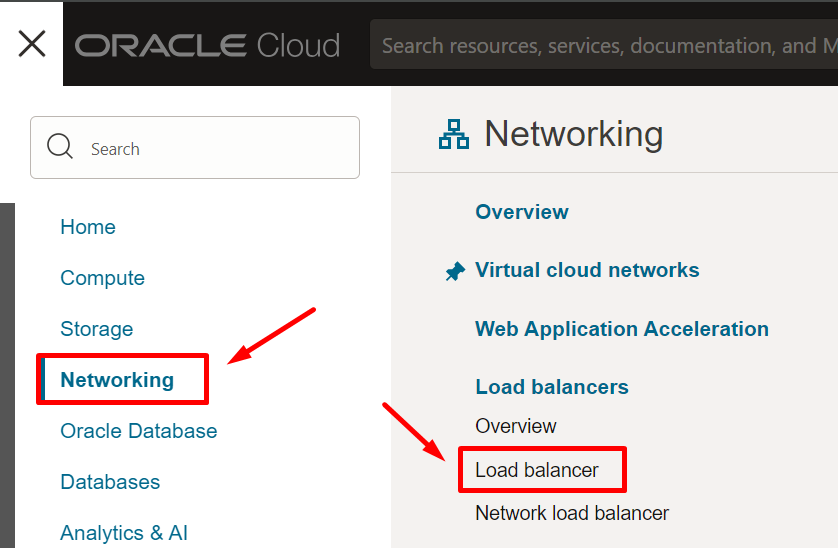 ORACLE Cloud
Search resources, services, documentation, and M
Search
Home
Compute
Storage
Networking
Oracle Database
Databases
Analytics & AI
Networking
Overview
Virtual cloud networks
Web Application Acceleration
Load balancers
Overview
Load balancer
Network load balancer